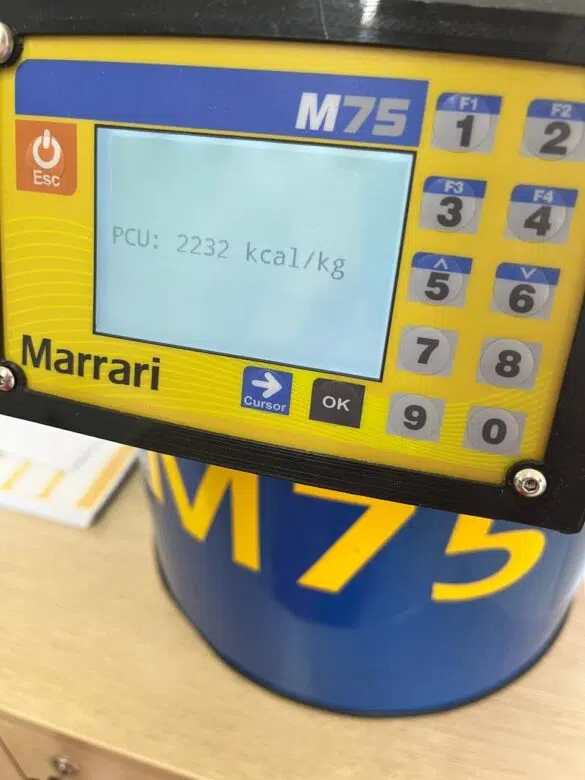 M75
Esc
PCU: 2232 kcal/kg
Marrari
Cursor
OK
F1
1
F2
2
F3
3
F4
4
5
6
7
8
9
0
M75